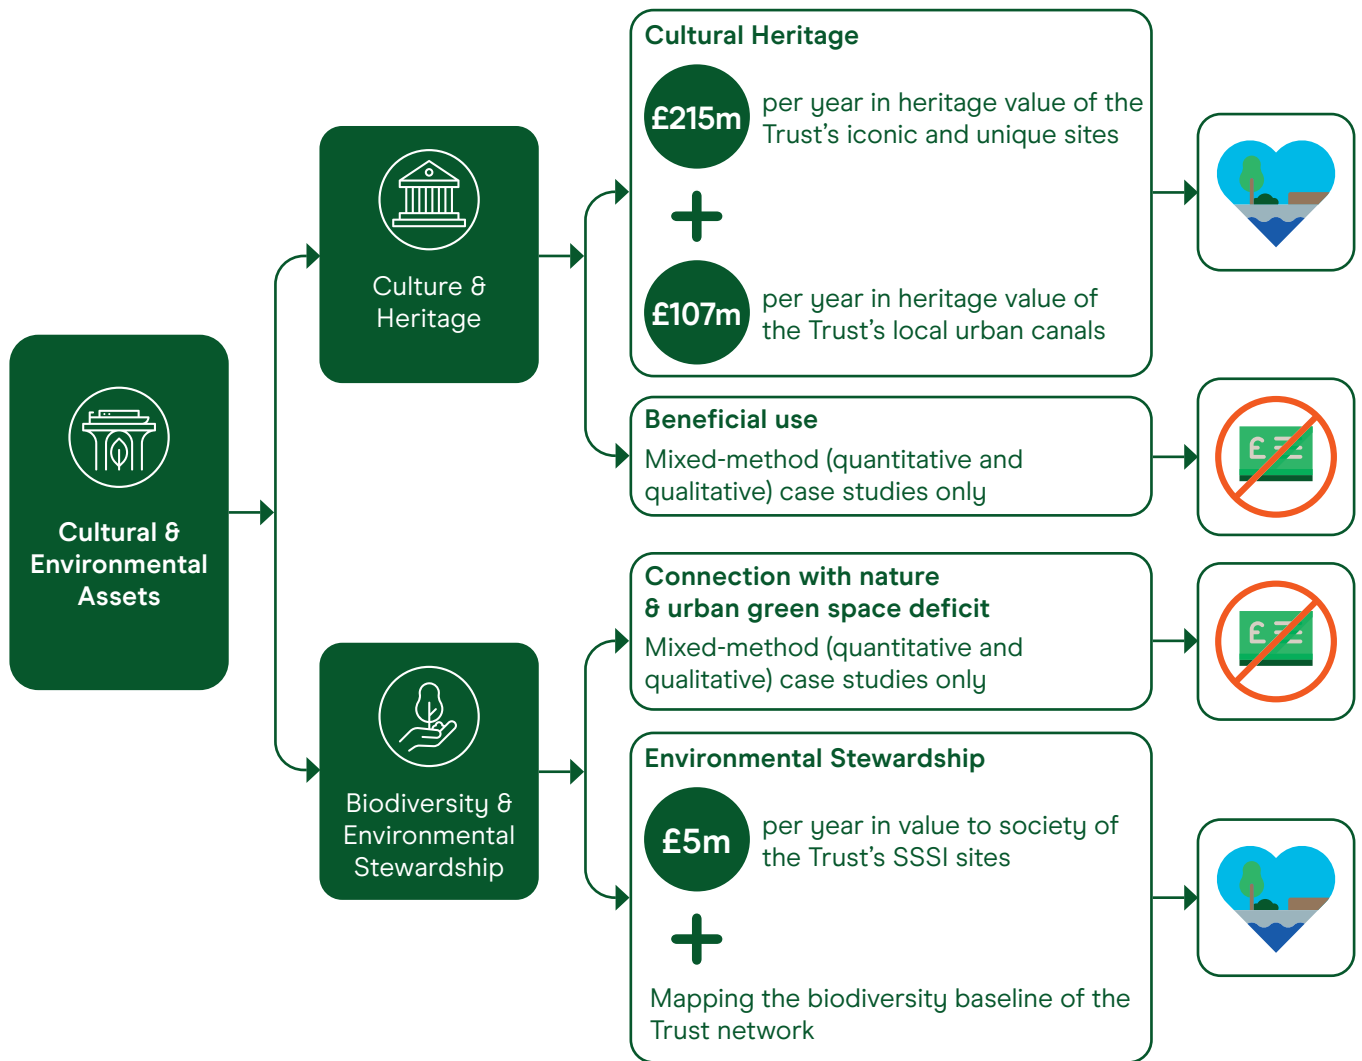 Cultural &
Environmental
Assets
Culture &
Heritage
Biodiversity &
Environmental
Stewardship
Cultural Heritage
£215m
per year in heritage value of the
Trust's iconic and unique sites
+
£107m
per year in heritage value of
the Trust's local urban canals
Beneficial use
Mixed-method (quantitative and
qualitative) case studies only
£
Connection with nature
& urban green space deficit
Mixed-method (quantitative and
qualitative) case studies only
£
Environmental Stewardship
£5m
per year in value to society of
the Trust's SSSI sites
+
Mapping the biodiversity baseline of the
Trust network